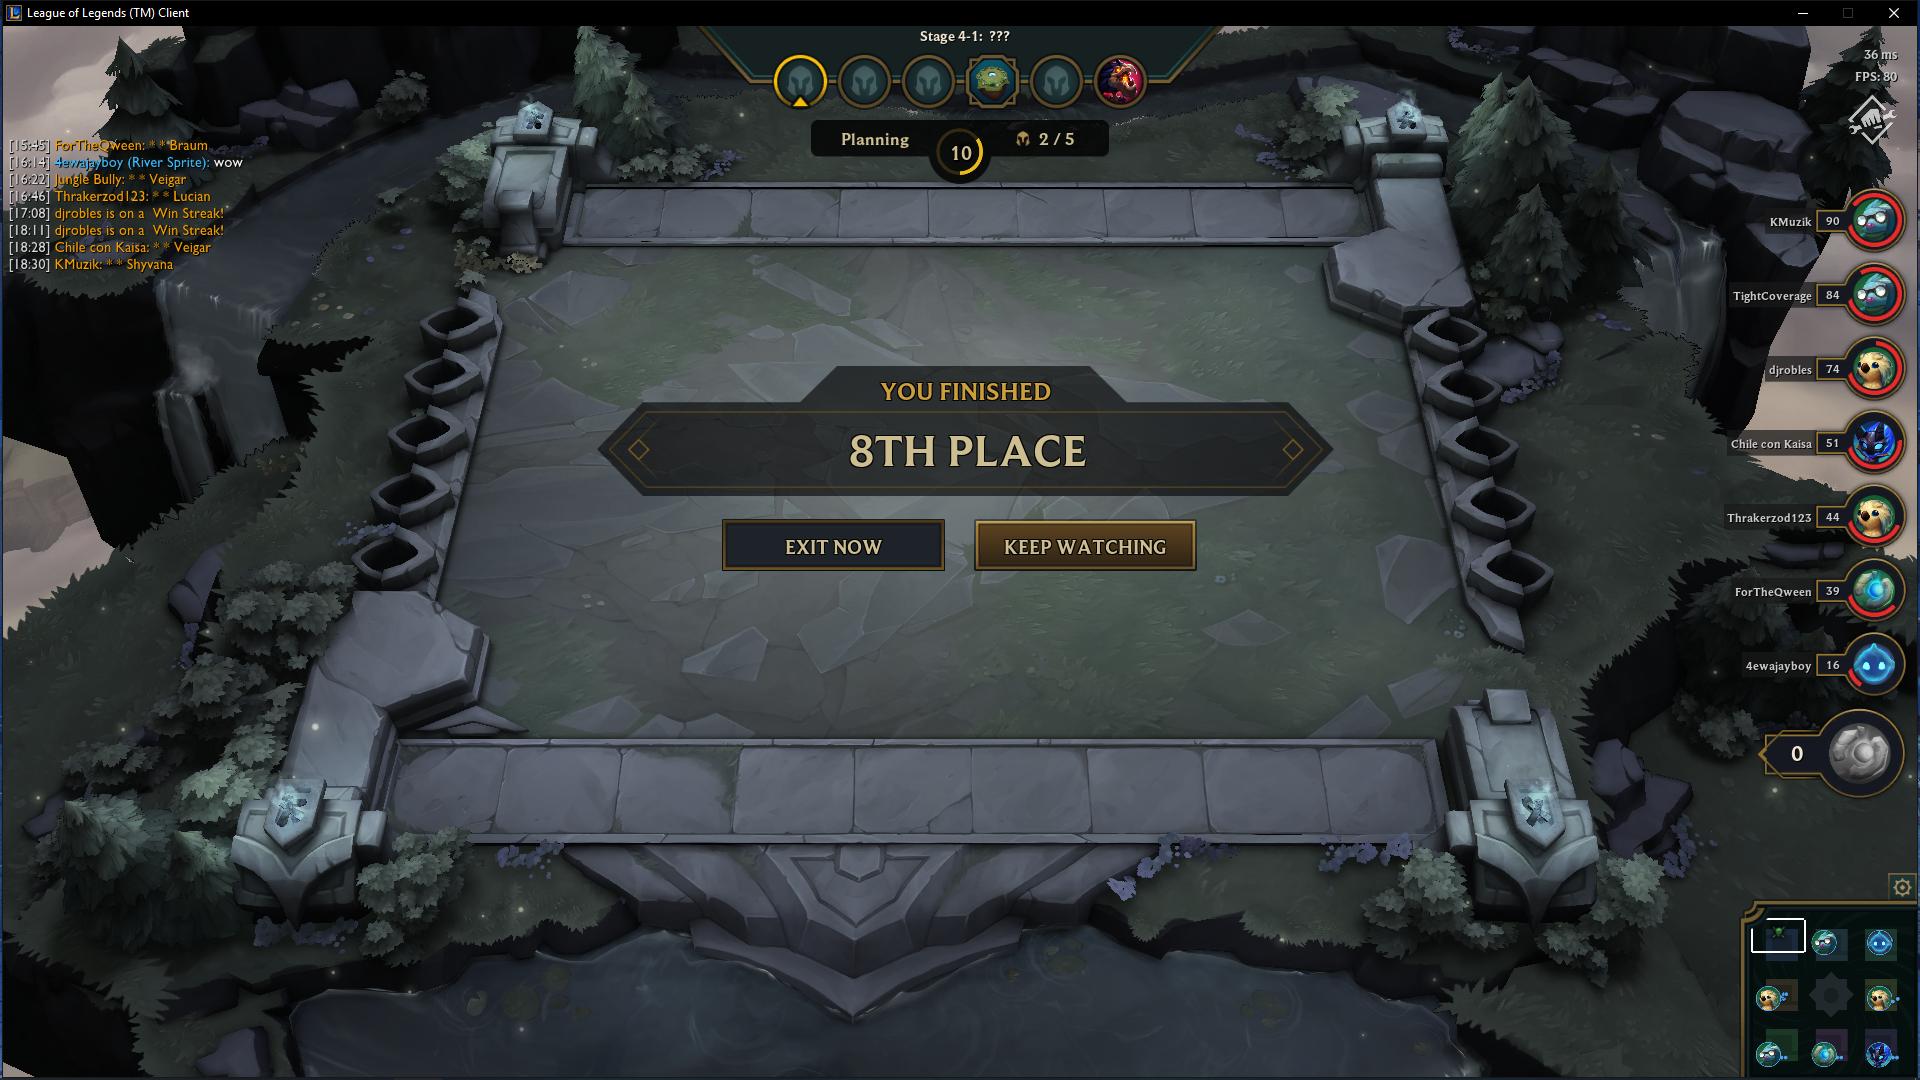 League of Legends (TM) Client
Stage 4-1: ???
36 ms
FPS: 80
Planning
10
2 / 5
[15:45] ForTheQween: * * Braum
[16:14] 4ewajayboy (River Sprite): wow
[16:22] Jungle Bully: * * Veigar
[16:46] Thrakerzod123: * * Lucian
[17:08] djrobles is on a Win Streak!
[18:11] djrobles is on a Win Streak!
[18:28] Chile con Kaisa: * * Veigar
[18:30] KMuzik: * * Shyvana
KMuzik 90
TightCoverage 84
djrobles 74
Chile con Kaisa 51
Thrakerzod123 44
ForTheQween 39
4ewajayboy 16
0
YOU FINISHED
8TH PLACE
EXIT NOW
KEEP WATCHING